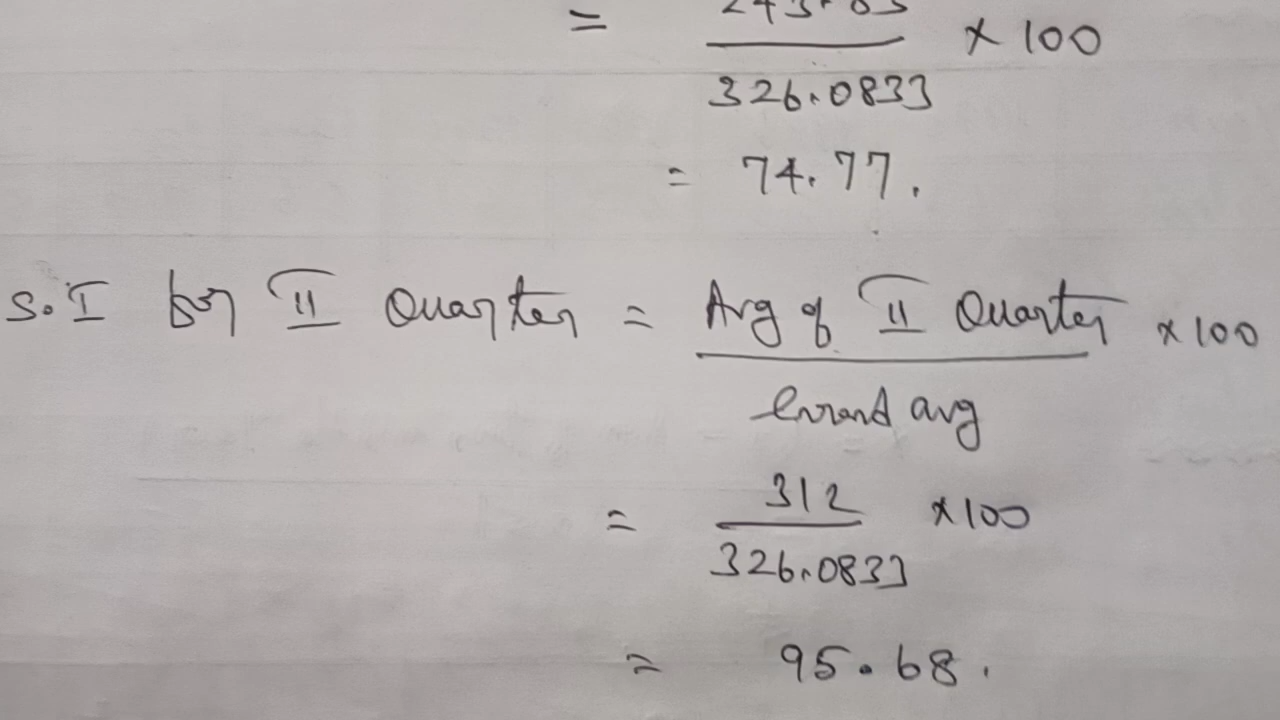 = × 100
326.0833
= 74.77.
S.I for II Quarter = Avg of II Quarter × 100
avg
= 312 × 100
326.0833
= 95.68.